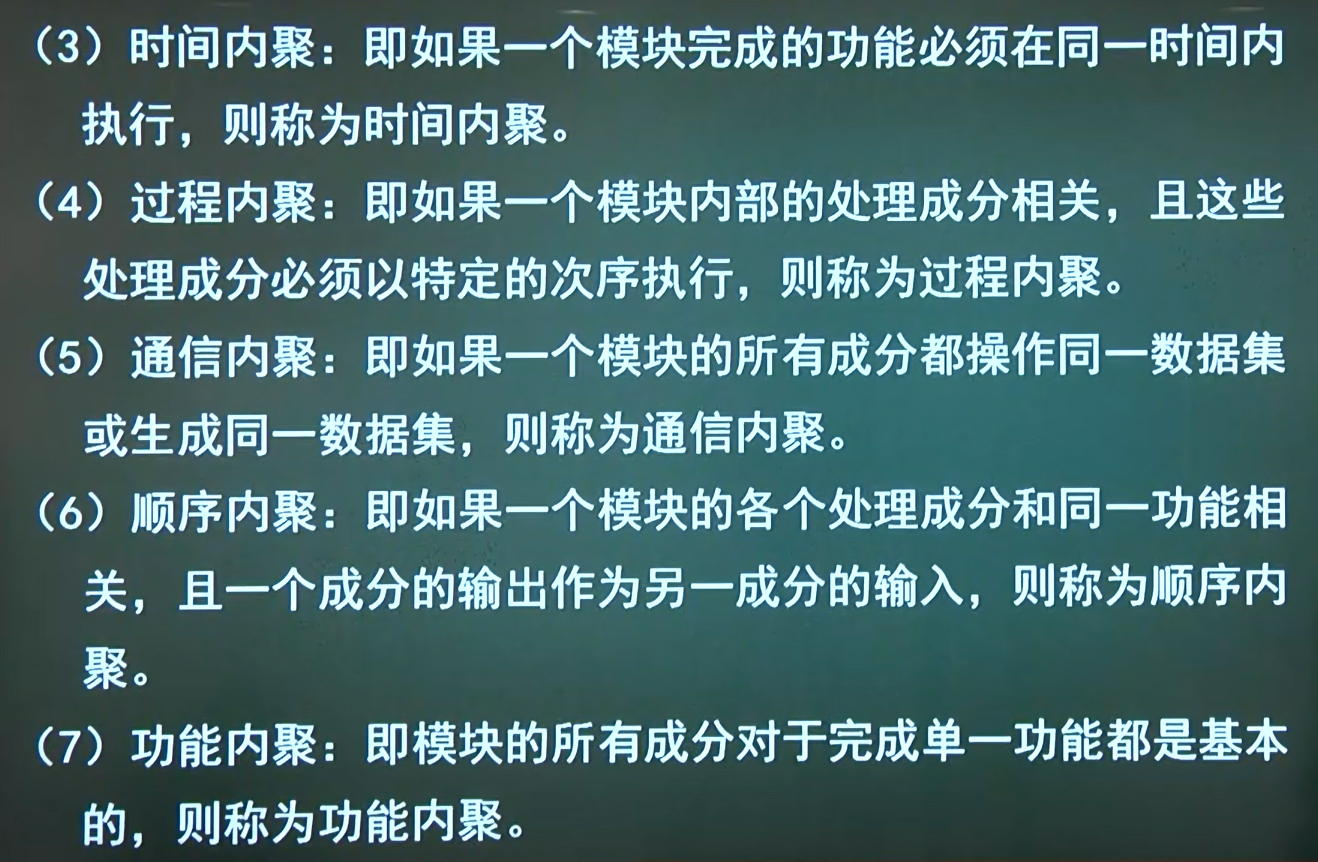 （3）时间内聚：即如果一个模块完成的功能必须在同一时间内
执行，则称为时间内聚。
（4）过程内聚：即如果一个模块内部的处理成分相关，且这些
处理成分必须以特定的次序执行，则称为过程内聚。
（5）通信内聚：即如果一个模块的所有成分都操作同一数据集
或生成同一数据集，则称为通信内聚。
（6）顺序内聚：即如果一个模块的各个处理成分和同一功能相
关，且一个成分的输出作为另一成分的输入，则称为顺序内
聚。
（7）功能内聚：即模块的所有成分对于完成单一功能都是基本
的，则称为功能内聚。